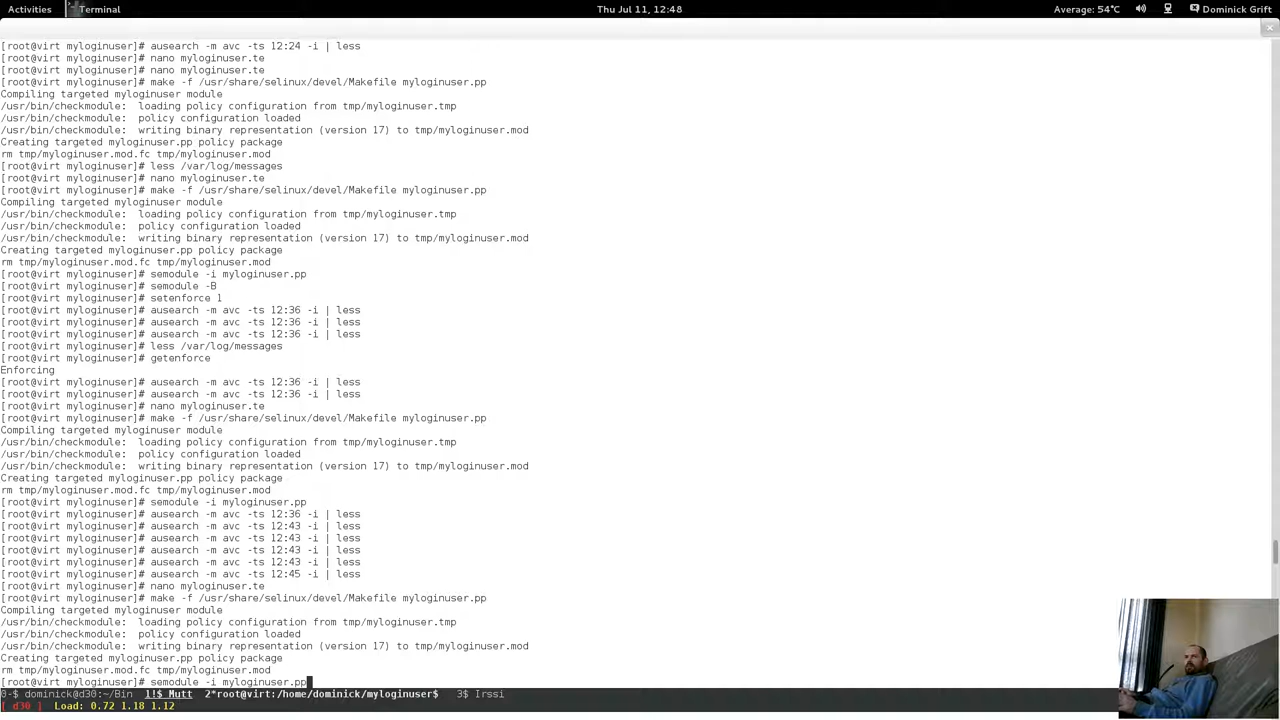 Activities Terminal Thu Jul 11, 12:48 Average: 54°C Dominick Grift
[root@virt myloginuser]# ausearch -m avc -ts 12:24 -i | less
[root@virt myloginuser]# nano myloginuser.te
[root@virt myloginuser]# nano myloginuser.te
[root@virt myloginuser]# make -f /usr/share/selinux/devel/Makefile myloginuser.pp
Compiling targeted myloginuser module
/usr/bin/checkmodule:  loading policy configuration from tmp/myloginuser.tmp
/usr/bin/checkmodule:  policy configuration loaded
/usr/bin/checkmodule:  writing binary representation (version 17) to tmp/myloginuser.mod
Creating targeted myloginuser.pp policy package
rm tmp/myloginuser.mod.fc tmp/myloginuser.mod
[root@virt myloginuser]# less /var/log/messages
[root@virt myloginuser]# nano myloginuser.te
[root@virt myloginuser]# make -f /usr/share/selinux/devel/Makefile myloginuser.pp
Compiling targeted myloginuser module
/usr/bin/checkmodule:  loading policy configuration from tmp/myloginuser.tmp
/usr/bin/checkmodule:  policy configuration loaded
/usr/bin/checkmodule:  writing binary representation (version 17) to tmp/myloginuser.mod
Creating targeted myloginuser.pp policy package
rm tmp/myloginuser.mod.fc tmp/myloginuser.mod
[root@virt myloginuser]# semodule -i myloginuser.pp
[root@virt myloginuser]# semodule -B
[root@virt myloginuser]# setenforce 1
[root@virt myloginuser]# ausearch -m avc -ts 12:36 -i | less
[root@virt myloginuser]# ausearch -m avc -ts 12:36 -i | less
[root@virt myloginuser]# ausearch -m avc -ts 12:36 -i | less
[root@virt myloginuser]# less /var/log/messages
[root@virt myloginuser]# getenforce
Enforcing
[root@virt myloginuser]# ausearch -m avc -ts 12:36 -i | less
[root@virt myloginuser]# ausearch -m avc -ts 12:36 -i | less
[root@virt myloginuser]# nano myloginuser.te
[root@virt myloginuser]# make -f /usr/share/selinux/devel/Makefile myloginuser.pp
Compiling targeted myloginuser module
/usr/bin/checkmodule:  loading policy configuration from tmp/myloginuser.tmp
/usr/bin/checkmodule:  policy configuration loaded
/usr/bin/checkmodule:  writing binary representation (version 17) to tmp/myloginuser.mod
Creating targeted myloginuser.pp policy package
rm tmp/myloginuser.mod.fc tmp/myloginuser.mod
[root@virt myloginuser]# semodule -i myloginuser.pp
[root@virt myloginuser]# ausearch -m avc -ts 12:36 -i | less
[root@virt myloginuser]# ausearch -m avc -ts 12:43 -i | less
[root@virt myloginuser]# ausearch -m avc -ts 12:43 -i | less
[root@virt myloginuser]# ausearch -m avc -ts 12:43 -i | less
[root@virt myloginuser]# ausearch -m avc -ts 12:43 -i | less
[root@virt myloginuser]# ausearch -m avc -ts 12:45 -i | less
[root@virt myloginuser]# nano myloginuser.te
[root@virt myloginuser]# make -f /usr/share/selinux/devel/Makefile myloginuser.pp
Compiling targeted myloginuser module
/usr/bin/checkmodule:  loading policy configuration from tmp/myloginuser.tmp
/usr/bin/checkmodule:  policy configuration loaded
/usr/bin/checkmodule:  writing binary representation (version 17) to tmp/myloginuser.mod
Creating targeted myloginuser.pp policy package
rm tmp/myloginuser.mod.fc tmp/myloginuser.mod
[root@virt myloginuser]# semodule -i myloginuser.pp
0-$ dominick@d30:~/Bin  1!$ Mutt  2*root@virt:/home/dominick/myloginuser$  3$ Irssi
[ d30 ] Load: 0.72 1.18 1.12